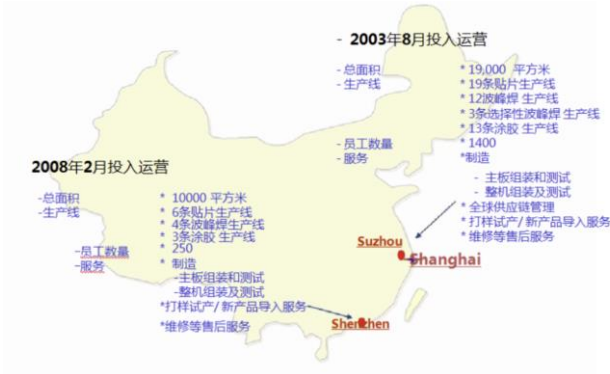 - 2003年8月投入运营
- 总面积 * 19,000 平方米
- 生产线 * 19条贴片生产线
* 12波峰焊 生产线
* 3条选择性波峰焊 生产线
* 13条涂胶 生产线
- 员工数量 * 1400
- 服务 *制造
- 主板组装和测试
- 整机组装及测试
* 全球供应链管理
* 打样试产/ 新产品导入服务
* 维修等售后服务
2008年2月投入运营
-总面积 * 10000 平方米
-生产线 * 6条贴片生产线
* 4条波峰焊生产线
* 3条涂胶 生产线
-员工数量 * 250
-服务 * 制造
-主板组装和测试
-整机组装及测试
*打样试产/ 新产品导入服务
*维修等售后服务
Suzhou
Shanghai
Shenzhen